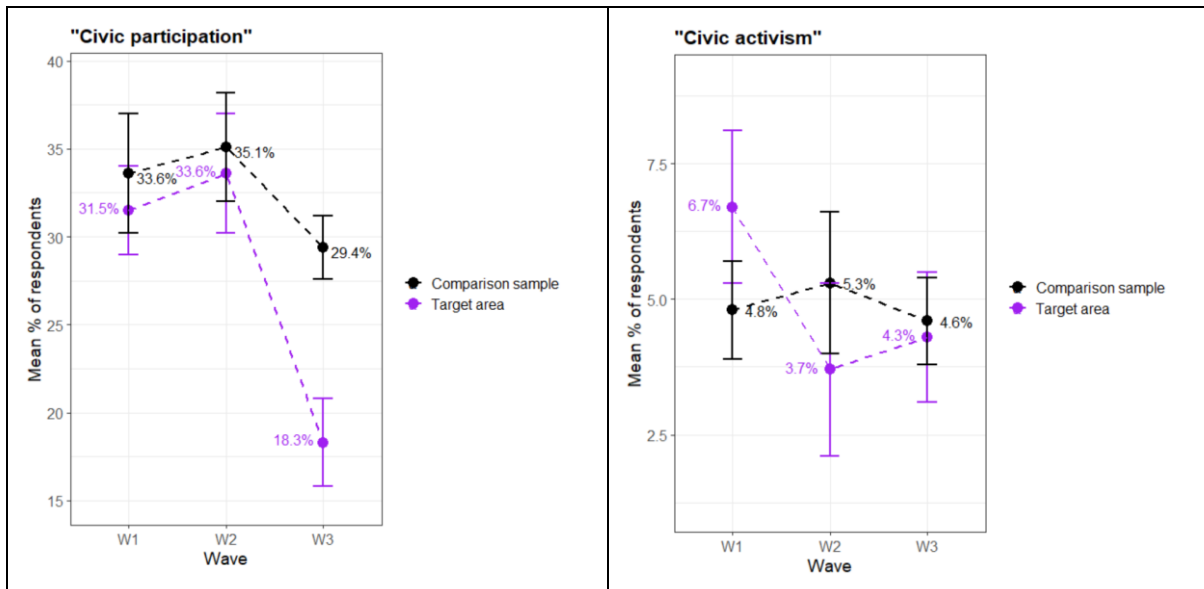 "Civic participation"
40
35
30
25
20
15
Mean % of respondents
33.6%
35.1%
33.6%
31.5%
29.4%
18.3%
W1 W2 W3
Wave
Comparison sample
Target area
"Civic activism"
7.5
5.0
2.5
Mean % of respondents
6.7%
5.3%
4.8%
4.6%
4.3%
3.7%
W1 W2 W3
Wave
Comparison sample
Target area